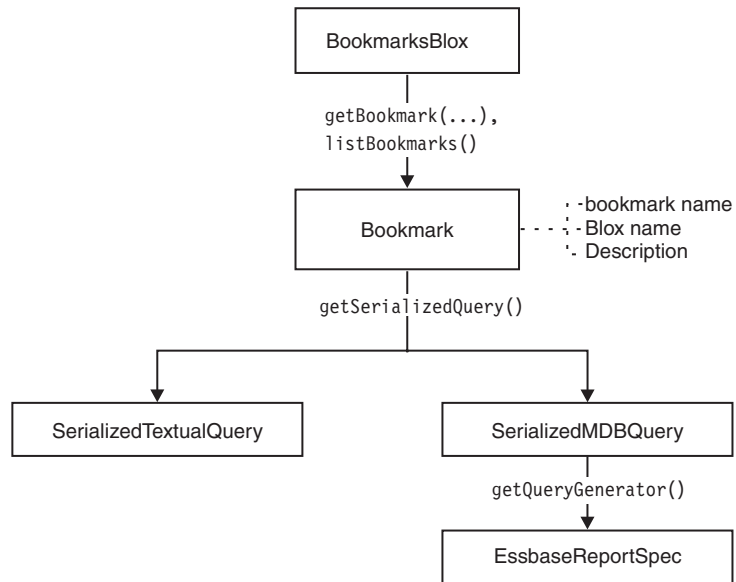 BookmarksBlox
getBookmark(...),
listBookmarks()
Bookmark
bookmark name
Blox name
Description
getSerializedQuery()
SerializedTextualQuery
SerializedMDBQuery
getQueryGenerator()
EssbaseReportSpec